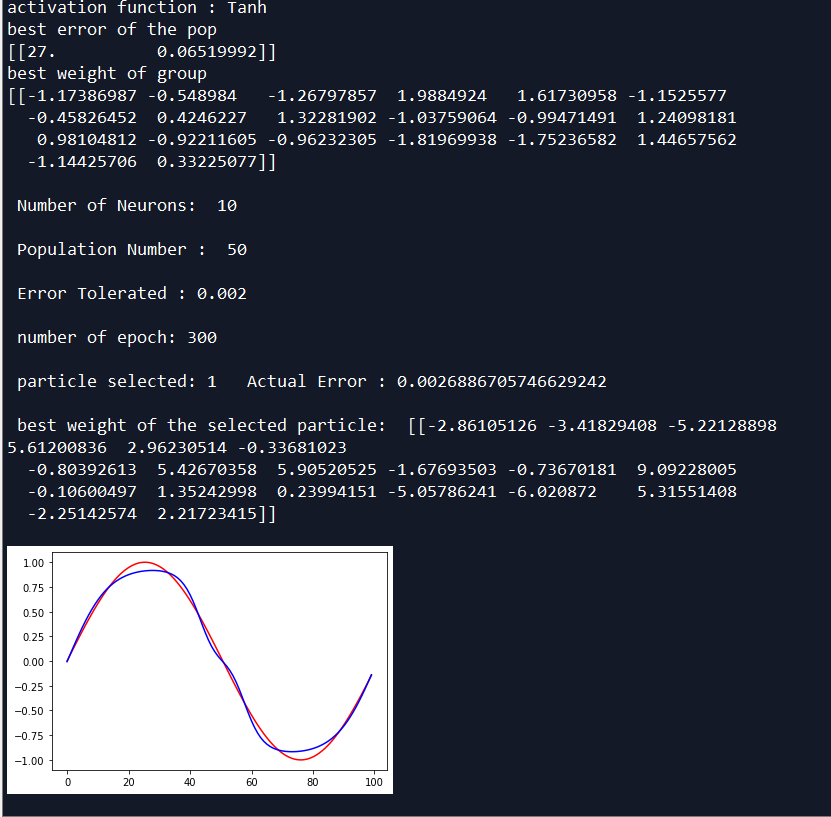 activation function : Tanh
best error of the pop
[[27.          0.06519992]]
best weight of group
[[-1.17386987 -0.548984   -1.26797857  1.9884924   1.61730958 -1.1525577
  -0.45826452  0.4246227   1.32281902 -1.03759064 -0.99471491  1.24098181
   0.98104812 -0.92211605 -0.96232305 -1.81969938 -1.75236582  1.44657562
  -1.14425706  0.33225077]]
 Number of Neurons:  10
 Population Number :  50
 Error Tolerated : 0.002
 number of epoch: 300
 particle selected: 1   Actual Error : 0.0026886705746629242
 best weight of the selected particle:  [[-2.86105126 -3.41829408 -5.22128898
5.61200836  2.96230514 -0.33681023
  -0.80392613  5.42670358  5.90520525 -1.67693503 -0.73670181  9.09228005
  -0.10600497  1.35242998  0.23994151 -5.05786241 -6.020872    5.31551408
  -2.25142574  2.21723415]]
1.00
0.75
0.50
0.25
0.00
−0.25
−0.50
−0.75
−1.00
0 20 40 60 80 100